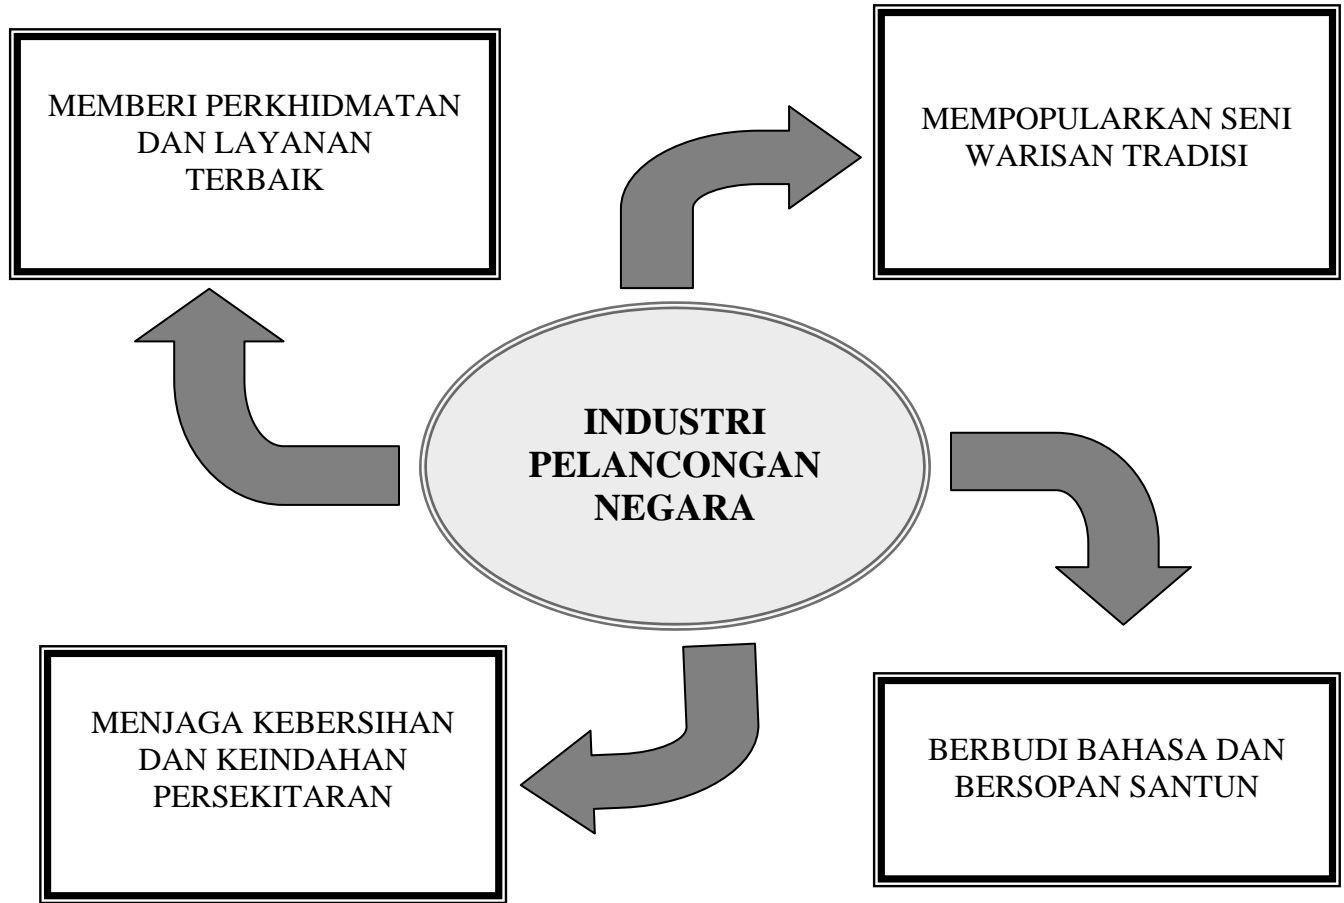 MEMBERI PERKHIDMATAN
DAN LAYANAN
TERBAIK
MEMPOPULARKAN SENI
WARISAN TRADISI
INDUSTRI
PELANCONGAN
NEGARA
MENJAGA KEBERSIHAN
DAN KEINDAHAN
PERSEKITARAN
BERBUDI BAHASA DAN
BERSOPAN SANTUN